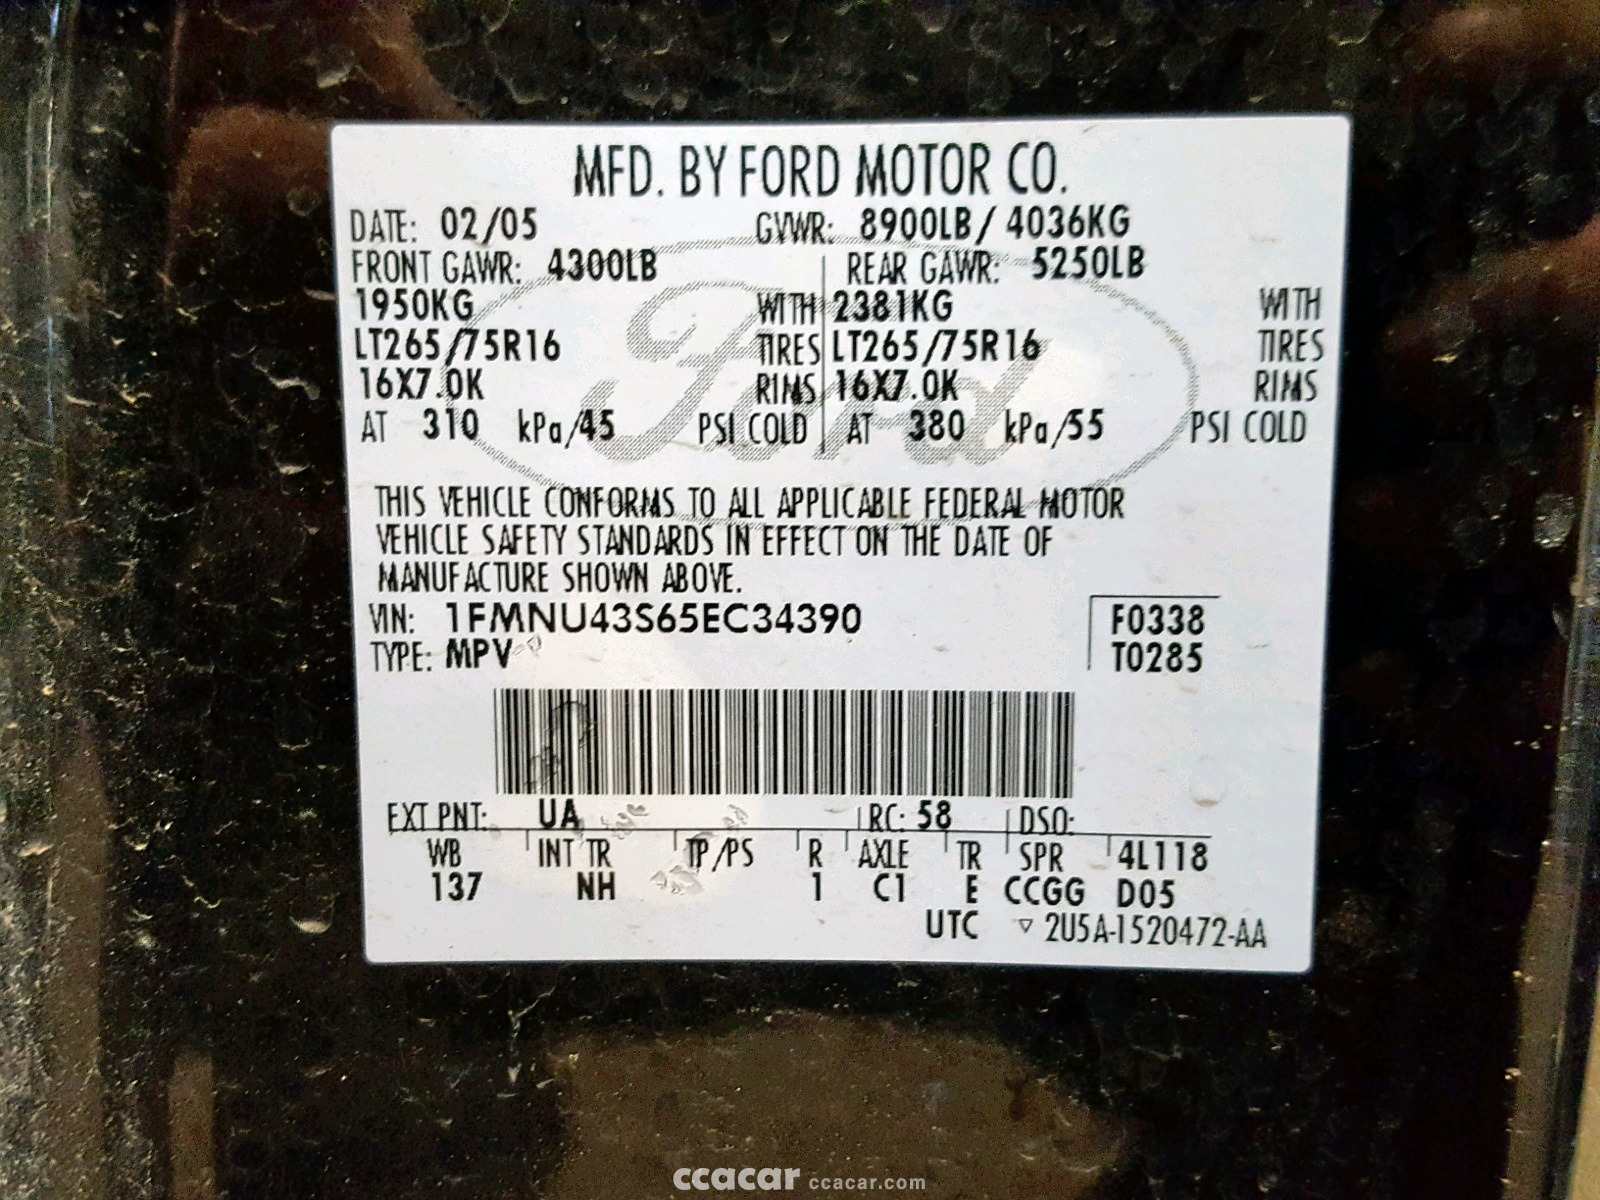 MFD. BY FORD MOTOR CO.
DATE: 02/05 GVWR: 8900LB/ 4036KG
FRONT GAWR: 4300LB REAR GAWR: 5250LB
1950KG WITH 2381KG WITH
LT265/75R16 TIRES LT265/75R16 TIRES
16X7.0K RIMS 16X7.0K RIMS
AT 310 kPa/45 PSI COLD AT 380 kPa/55 PSI COLD
Ford
THIS VEHICLE CONFORMS TO ALL APPLICABLE FEDERAL MOTOR
VEHICLE SAFETY STANDARDS IN EFFECT ON THE DATE OF
MANUFACTURE SHOWN ABOVE.
VIN: 1FMNU43S65EC34390 F0338
TYPE: MPV T0285
EXT PNT: UA RC: 58 DSO:
WB INT TR TP/PS R AXLE TR SPR 4L118
137 NH 1 C1 E CCGG D05
UTC ▽ 2U5A-1520472-AA
ccacar ccacar.com